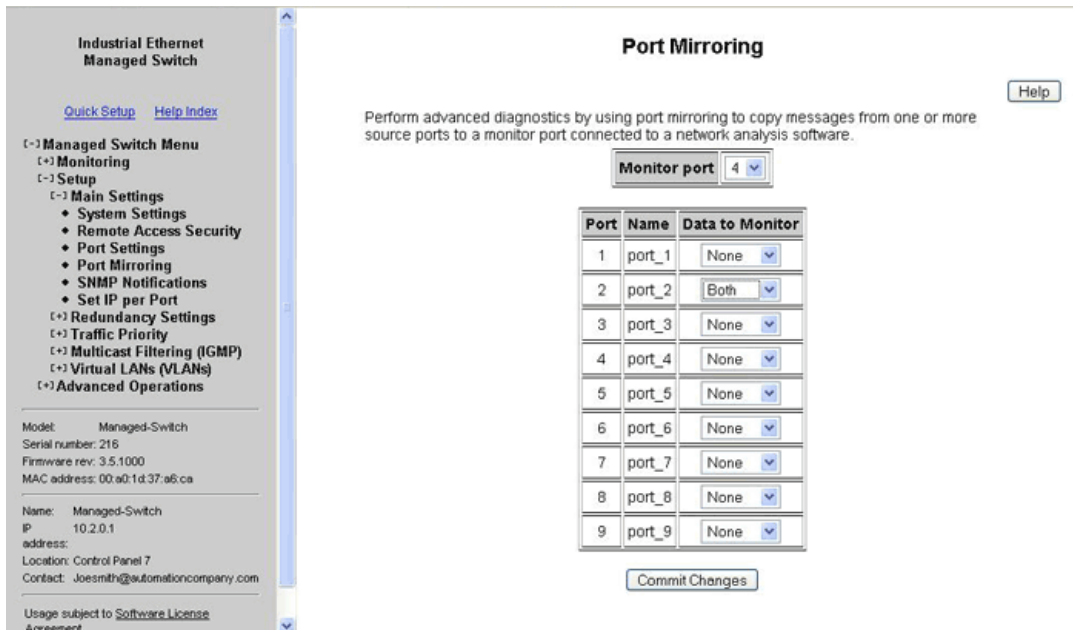 Industrial Ethernet
Managed Switch
Quick Setup Help Index
[-] Managed Switch Menu
[+] Monitoring
[-] Setup
[-] Main Settings
System Settings
Remote Access Security
Port Settings
Port Mirroring
SNMP Notifications
Set IP per Port
[+] Redundancy Settings
[+] Traffic Priority
[+] Multicast Filtering (IGMP)
[+] Virtual LANs (VLANs)
[+] Advanced Operations
Model: Managed-Switch
Serial number: 216
Firmware rev: 3.5.1000
MAC address: 00:a0:1d:37:a6:ca
Name: Managed-Switch
IP address: 10.2.0.1
Location: Control Panel 7
Contact: Joesmith@automationcompany.com
Usage subject to Software License
Agreement
Port Mirroring
Help
Perform advanced diagnostics by using port mirroring to copy messages from one or more
source ports to a monitor port connected to a network analysis software.
Monitor port 4
Port Name Data to Monitor
1 port_1 None
2 port_2 Both
3 port_3 None
4 port_4 None
5 port_5 None
6 port_6 None
7 port_7 None
8 port_8 None
9 port_9 None
Commit Changes